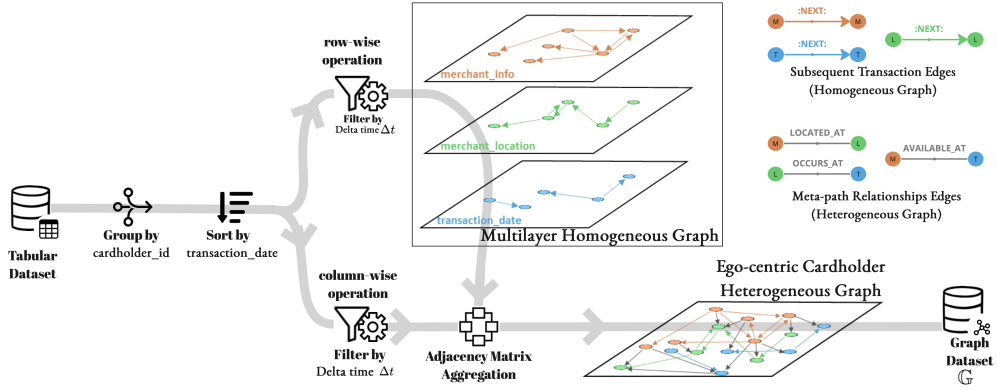 row-wise
operation
Filter by
Delta time Δt
merchant_info
merchant_location
transaction_date
Multilayer Homogeneous Graph
M :NEXT: M
L :NEXT: L
T :NEXT: T
Subsequent Transaction Edges
(Homogeneous Graph)
M LOCATED_AT L
M AVAILABLE_AT T
L OCCURS_AT T
Meta-path Relationships Edges
(Heterogeneous Graph)
Tabular
Dataset
Group by
cardholder_id
Sort by
transaction_date
column-wise
operation
Filter by
Delta time Δt
Adjacency Matrix
Aggregation
Ego-centric Cardholder
Heterogeneous Graph
Graph
Dataset
𝔾